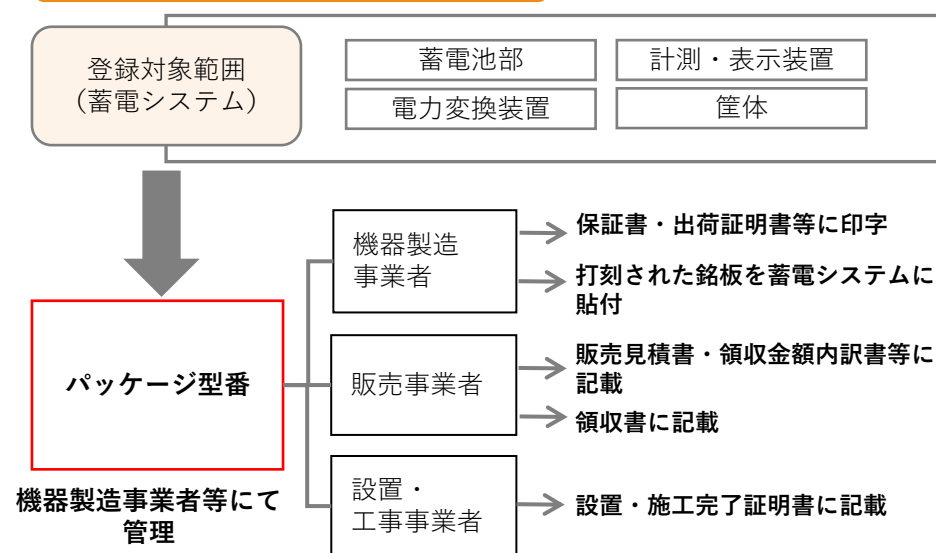 登録対象範囲
(蓄電システム)
蓄電池部
計測・表示装置
電力変換装置
筐体
機器製造
事業者
保証書・出荷証明書等に印字
打刻された銘板を蓄電システムに
貼付
パッケージ型番
販売事業者
販売見積書・領収金額内訳書等に
記載
領収書に記載
機器製造事業者等にて
管理
設置・
工事事業者
設置・施工完了証明書に記載